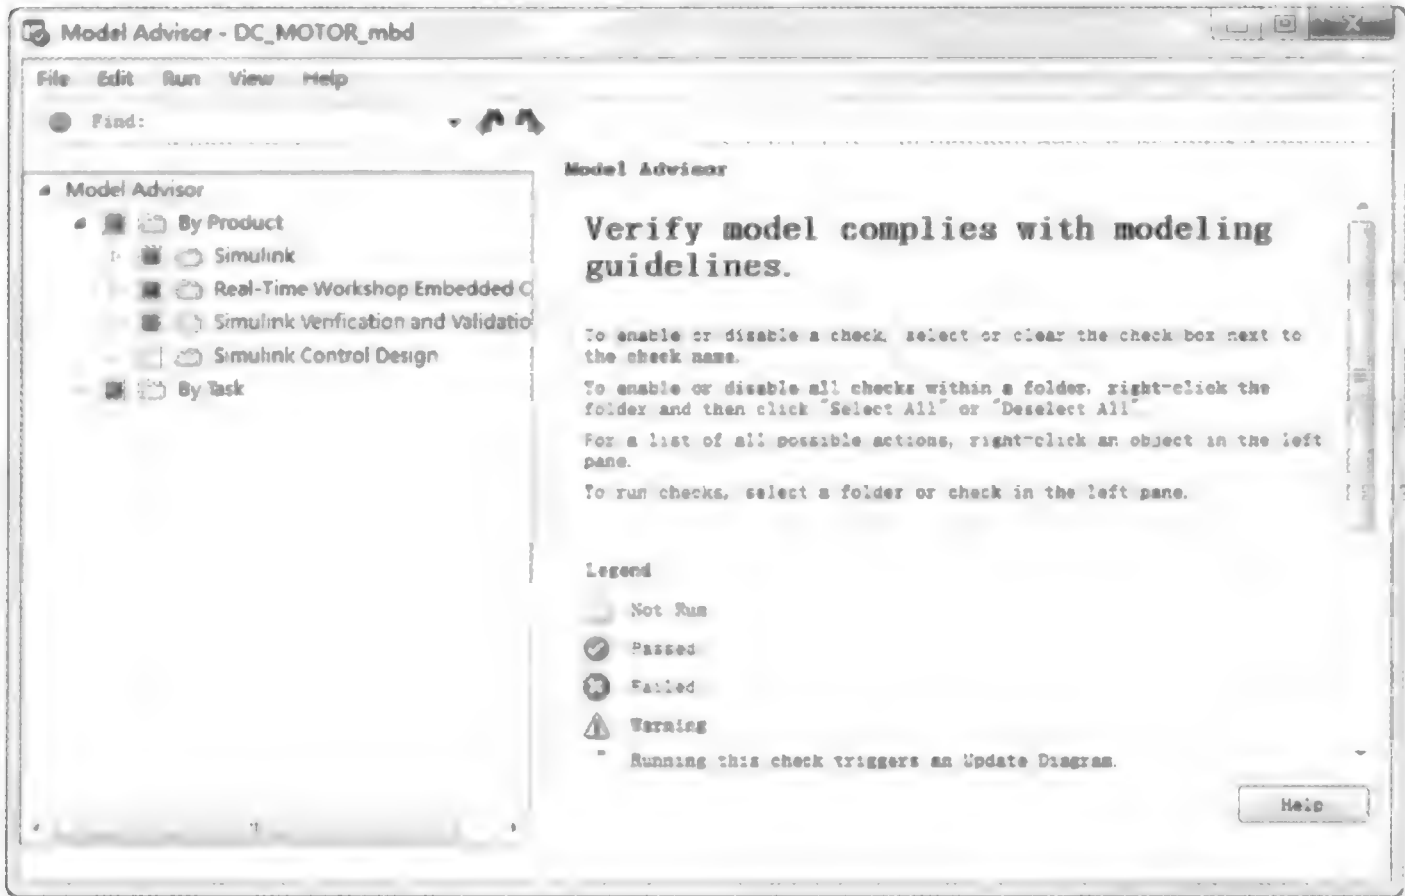 Model Advisor - DC_MOTOR_mbd
File Edit Run View Help
Find:
Model Advisor
By Product
Simulink
Real-Time Workshop Embedded C
Simulink Verification and Validatio
Simulink Control Design
By Task
Model Advisor
Verify model complies with modeling
guidelines.
To enable or disable a check, select or clear the check box next to
the check name.
To enable or disable all checks within a folder, right-click the
folder and then click "Select All" or "Deselect All"
For a list of all possible actions, right-click an object in the left
pane.
To run checks, select a folder or check in the left pane.
Legend
Not Run
Passed
Failed
Warning
Running this check triggers an Update Diagram.
Help